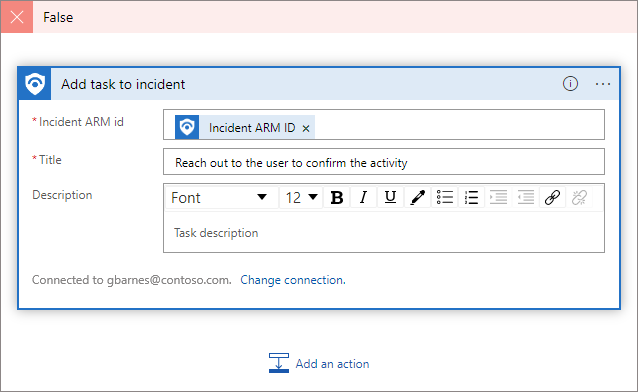 False
Add task to incident
* Incident ARM id
Incident ARM ID ×
* Title
Reach out to the user to confirm the activity
Description
Font 12 B I U
Task description
Connected to gbarnes@contoso.com. Change connection.
Add an action